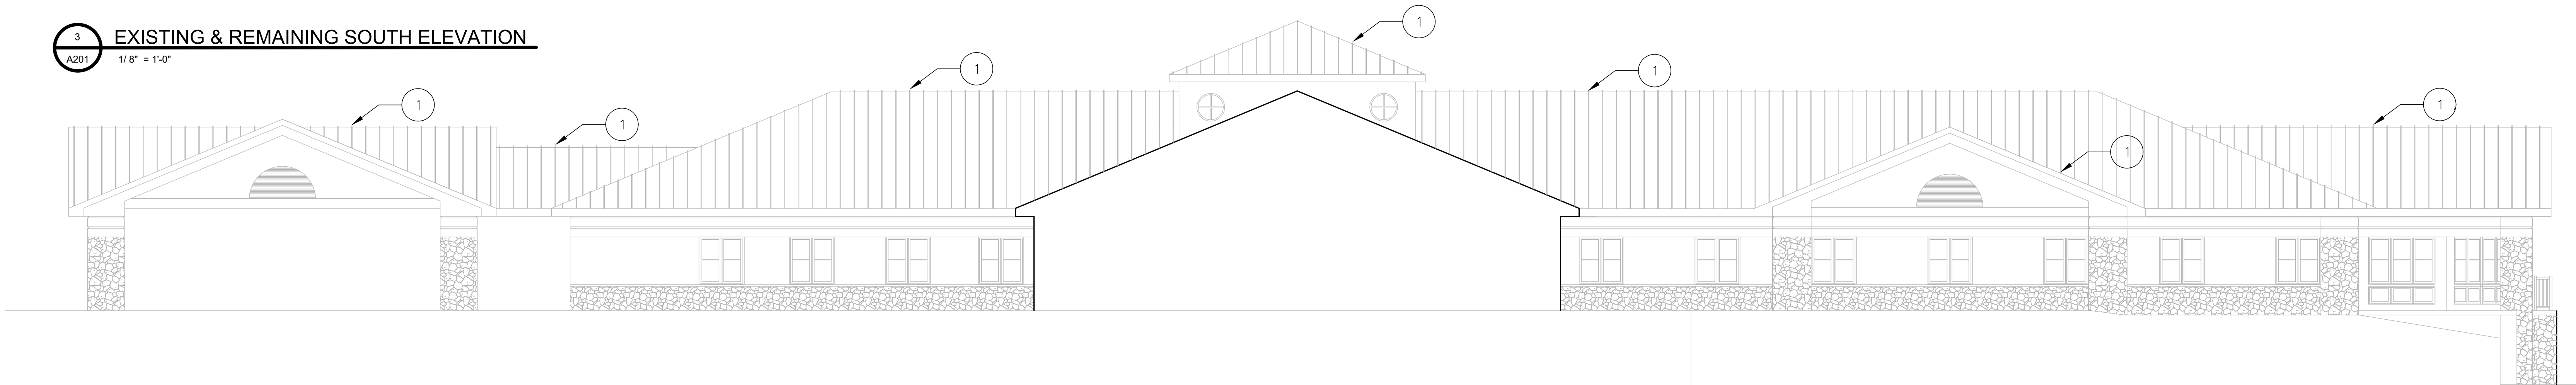 3
EXISTING & REMAINING SOUTH ELEVATION
A201
1/ 8" = 1'-0"
1
1
1
1
1
1
1